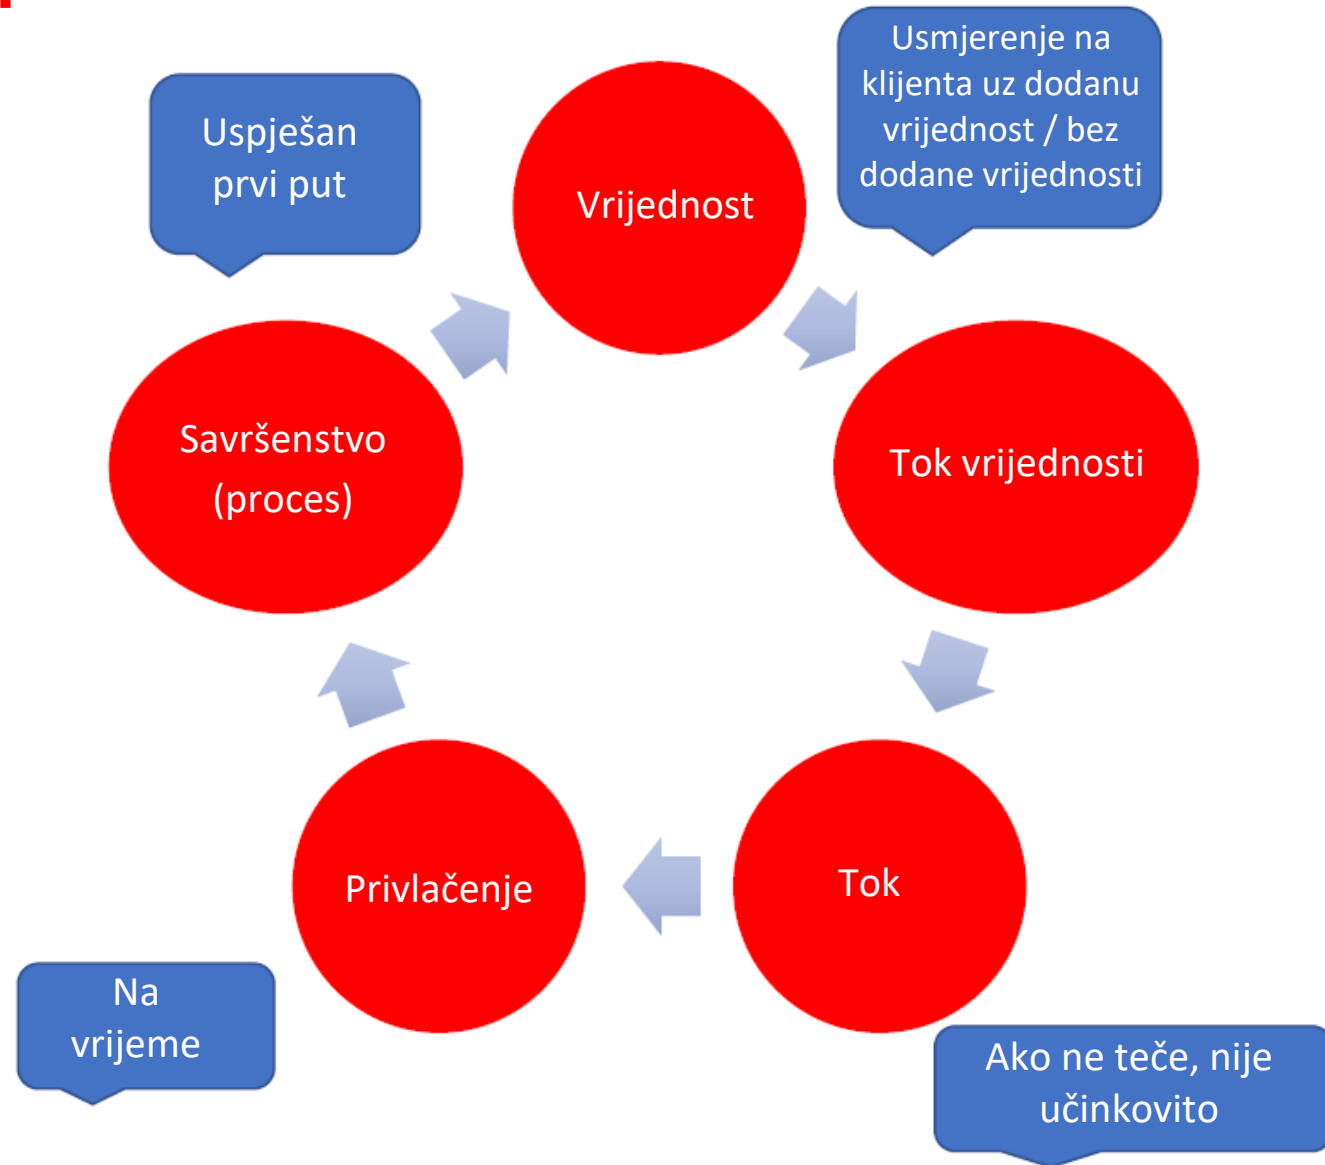 Usmjerenje na
klijenta uz dodanu
vrijednost / bez
dodane vrijednosti
Uspješan
prvi put
Vrijednost
Savršenstvo
(proces)
Tok vrijednosti
Privlačenje
Tok
Na
vrijeme
Ako ne teče, nije
učinkovito